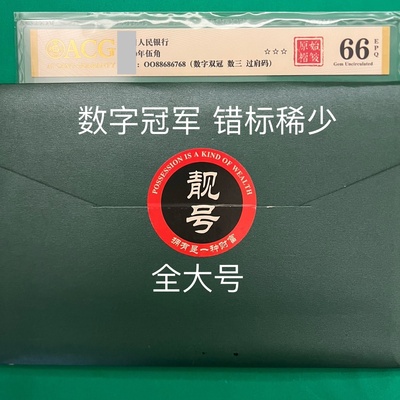 ACG
人民银行
年伍角
: OO88686768 (数字双冠 数三 过肩码)
☆☆☆
66 EPQ
Gem Uncirculated
数字冠军 错标稀少
POSSESSION IS A KIND OF WEALTH
靓号
拥有是一种财富
全大号